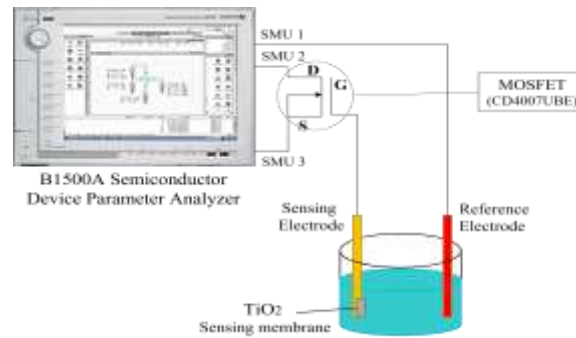 SMU 1
SMU 2
D
G
S
SMU 3
MOSFET
(CD4007UBE)
B1500A Semiconductor
Device Parameter Analyzer
Sensing
Electrode
Reference
Electrode
TiO2
Sensing membrane